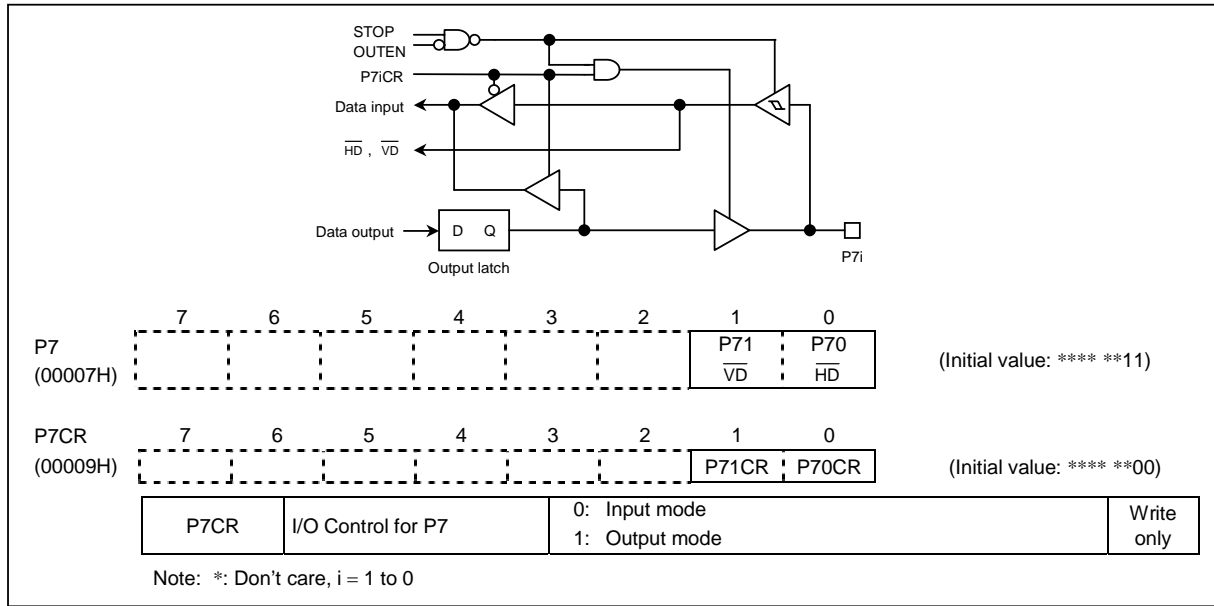 STOP
OUTEN
P7iCR
Data input
HD , VD
Data output
D Q
Output latch
P7i
7 6 5 4 3 2 1 0
P7
(00007H)
P71 P70
VD HD
(Initial value: **** **11)
P7CR
(00009H)
7 6 5 4 3 2 1 0
P71CR P70CR
(Initial value: **** **00)
P7CR I/O Control for P7
0: Input mode
1: Output mode
Write
only
Note: *: Don't care, i = 1 to 0